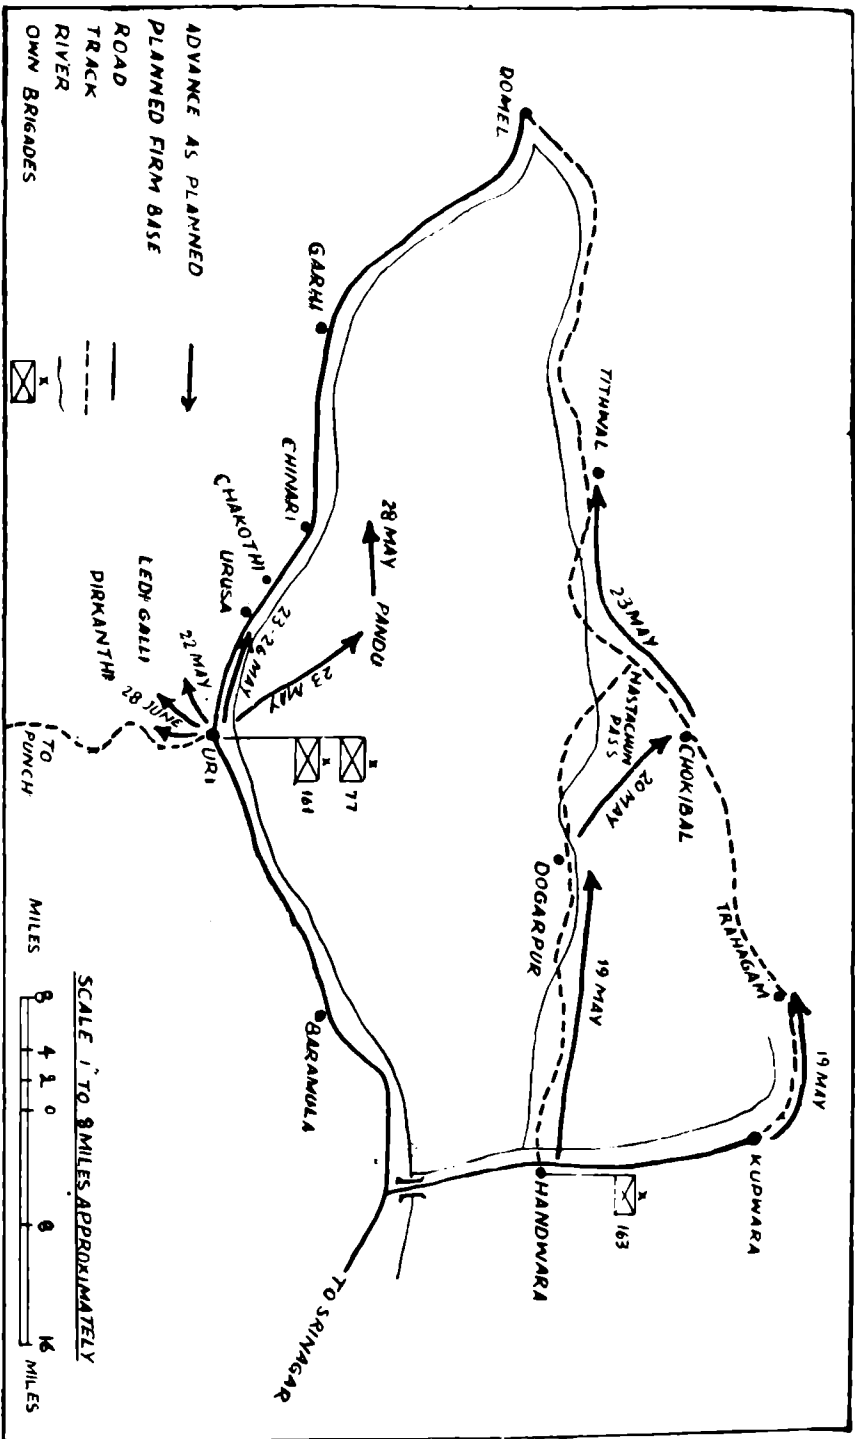 DOMEL
TITHWAL
23 MAY
NASTACHUN
PASS
CHOKIBAL
20 MAY
TRAHAGAM
19 MAY
KUPWARA
GARHI
28 MAY
PANDU
23 MAY
DOGARPUR
19 MAY
HANDWARA
x
163
CHINARI
CHAKOTHI
URUSA
23-26 MAY
x
77
x
161
URI
BARAMULA
TO SRINAGAR
22 MAY
LEDI GALLI
PIRKANTHI
28 JUNE
TO
PUNCH
ADVANCE AS PLANNED
PLANNED FIRM BASE
ROAD
TRACK
RIVER
OWN BRIGADES
x
SCALE 1" TO 8 MILES APPROXIMATELY
MILES 8 4 2 0 8 16 MILES